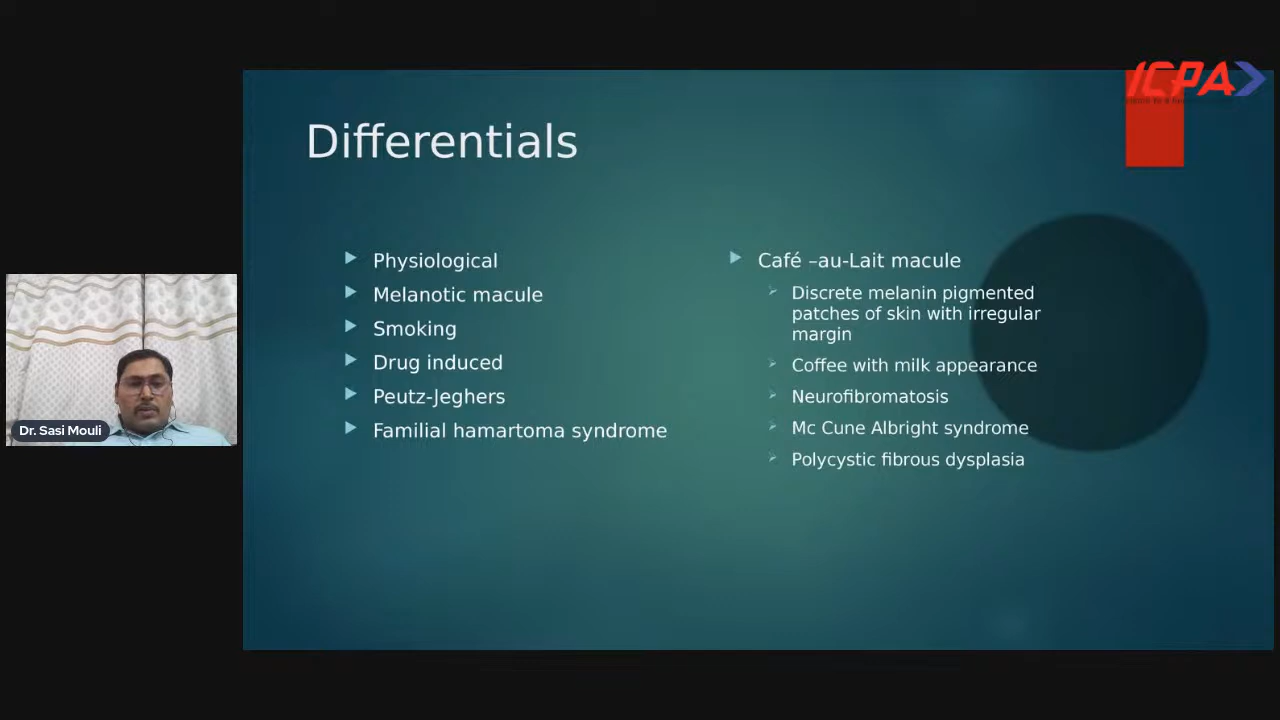 ICPA
Differentials
Physiological
Melanotic macule
Smoking
Drug induced
Peutz-Jeghers
Familial hamartoma syndrome
Café –au-Lait macule
Discrete melanin pigmented
patches of skin with irregular
margin
Coffee with milk appearance
Neurofibromatosis
Mc Cune Albright syndrome
Polycystic fibrous dysplasia
Dr. Sasi Mouli